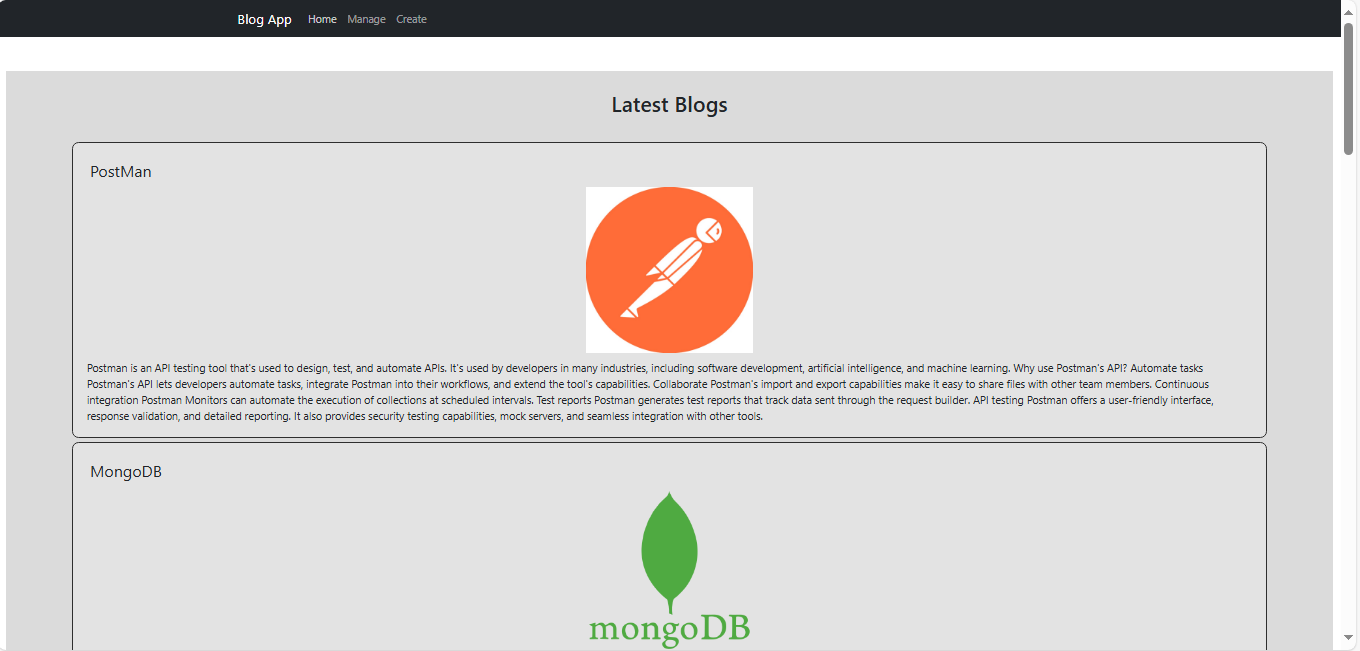 Blog App Home Manage Create
Latest Blogs
PostMan
Postman is an API testing tool that's used to design, test, and automate APIs. It's used by developers in many industries, including software development, artificial intelligence, and machine learning. Why use Postman's API? Automate tasks
Postman's API lets developers automate tasks, integrate Postman into their workflows, and extend the tool's capabilities. Collaborate Postman's import and export capabilities make it easy to share files with other team members. Continuous
integration Postman Monitors can automate the execution of collections at scheduled intervals. Test reports Postman generates test reports that track data sent through the request builder. API testing Postman offers a user-friendly interface,
response validation, and detailed reporting. It also provides security testing capabilities, mock servers, and seamless integration with other tools.
MongoDB
mongoDB